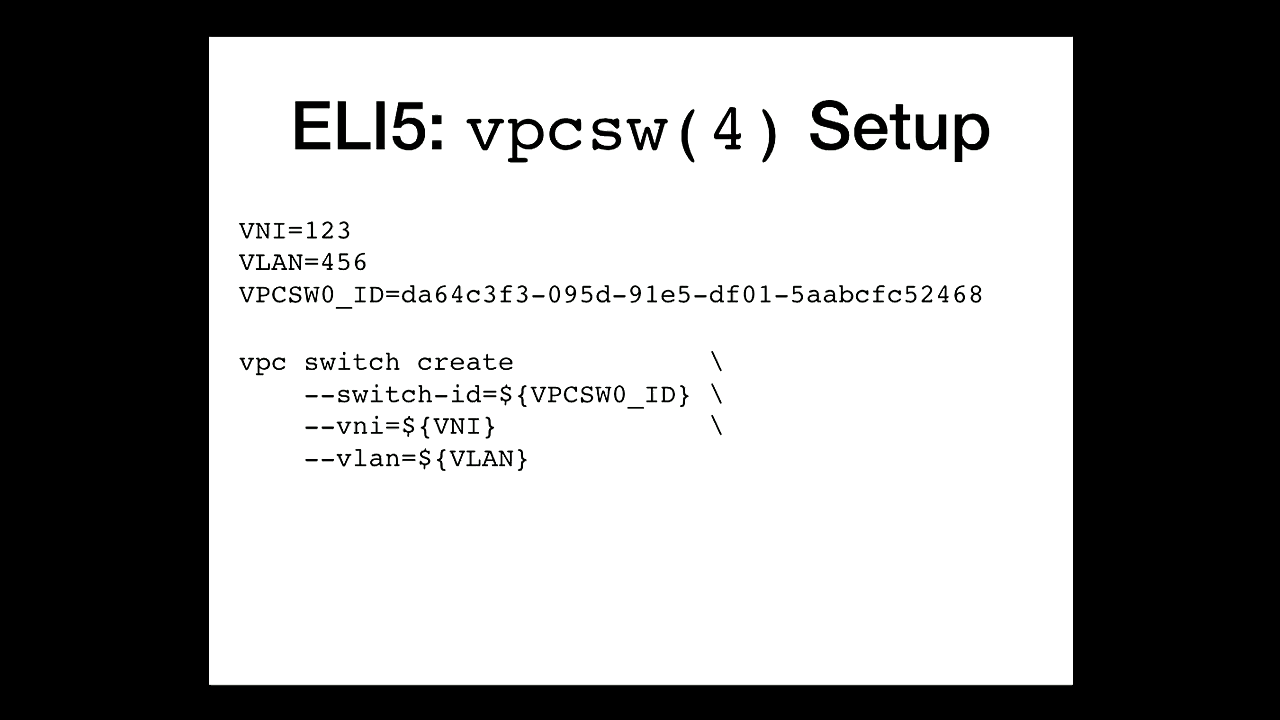 ELI5: vpcsw(4) Setup
VNI=123
VLAN=456
VPCSW0_ID=da64c3f3-095d-91e5-df01-5aabcfc52468
vpc switch create \
--switch-id=${VPCSW0_ID} \
--vni=${VNI} \
--vlan=${VLAN}